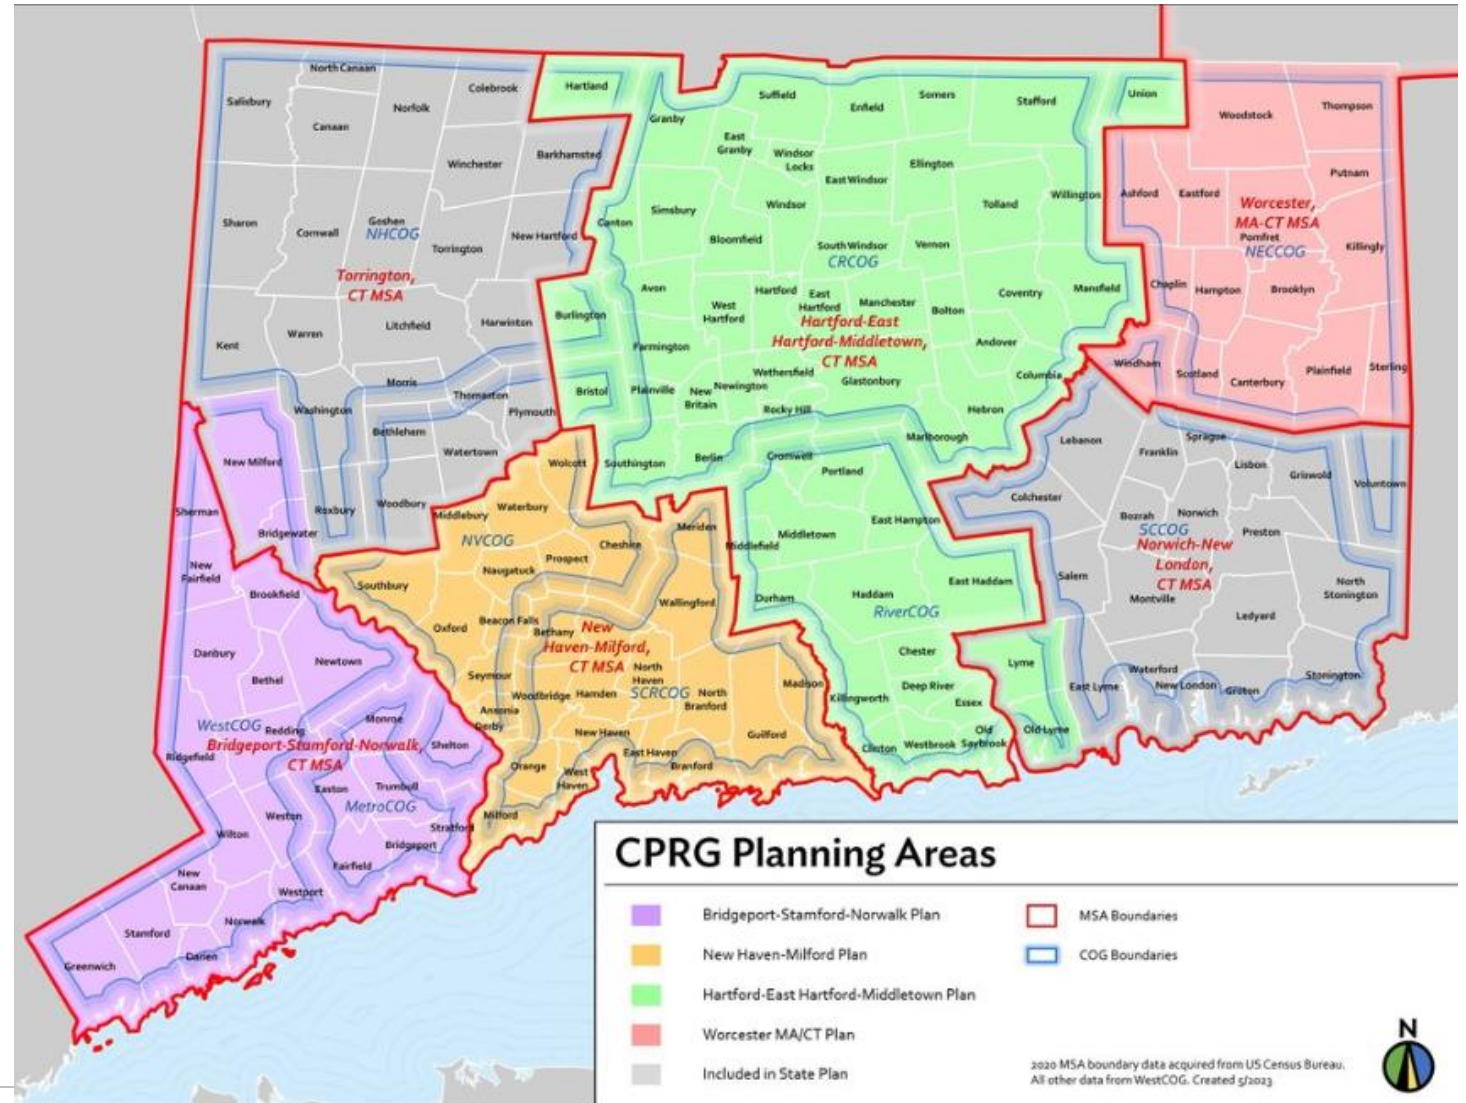 North Canaan
Colebrook
Salisbury
Norfolk
Canaan
Winchester
Barkhamsted
Sharon
Cornwall
Goshen
NHCOG
Torrington
New Hartford
Torrington,
CT MSA
Kent
Warren
Litchfield
Harwinton
Morris
Thomaston
Plymouth
Washington
Bethlehem
Watertown
Roxbury
Woodbury
Hartland
Granby
Suffield
Enfield
Somers
Stafford
Union
East
Granby
Windsor
Locks
East Windsor
Ellington
Willington
Canton
Simsbury
Windsor
Tolland
Bloomfield
South Windsor
CRCOG
Vernon
Avon
West
Hartford
Hartford
East
Hartford
Manchester
Bolton
Coventry
Mansfield
Burlington
Farmington
Hartford-East
Hartford-Middletown,
CT MSA
Andover
Bristol
Plainville
New
Britain
Newington
Wethersfield
Glastonbury
Columbia
Rocky Hill
Hebron
Marlborough
Southington
Berlin
Cromwell
Portland
Middletown
East Hampton
Middlefield
Durham
Haddam
RiverCOG
East Haddam
Chester
Killingworth
Deep River
Essex
Clinton
Westbrook
Old
Saybrook
Lyme
Old Lyme
Woodstock
Thompson
Putnam
Ashford
Eastford
Worcester,
MA-CT MSA
Pomfret
NECCOG
Killingly
Chaplin
Hampton
Brooklyn
Windham
Scotland
Canterbury
Plainfield
Sterling
Lebanon
Franklin
Sprague
Lisbon
Griswold
Voluntown
Colchester
Bozrah
Norwich
SCCOG
Preston
Norwich-New
London,
CT MSA
Salem
Montville
Ledyard
North
Stonington
Waterford
East Lyme
New London
Groton
Stonington
Wolcott
Middlebury
Waterbury
NVCOG
Cheshire
Meriden
Prospect
Naugatuck
Southbury
Wallingford
Oxford
Beacon Falls
Bethany
New
Haven-Milford,
CT MSA
Seymour
North
Haven
Woodbridge
Hamden
SCRCOG
North
Branford
Madison
Ansonia
Derby
New Haven
Guilford
East Haven
Branford
Orange
West
Haven
Milford
New Milford
Sherman
Bridgewater
New
Fairfield
Brookfield
Danbury
Newtown
Bethel
WestCOG
Redding
Monroe
Bridgeport-Stamford-Norwalk,
CT MSA
Shelton
Ridgefield
Easton
Trumbull
MetroCOG
Weston
Stratford
Wilton
Bridgeport
Fairfield
New
Canaan
Westport
Norwalk
Stamford
Darien
Greenwich
CPRG Planning Areas
Bridgeport-Stamford-Norwalk Plan
New Haven-Milford Plan
Hartford-East Hartford-Middletown Plan
Worcester MA/CT Plan
Included in State Plan
MSA Boundaries
COG Boundaries
2020 MSA boundary data acquired from US Census Bureau.
All other data from WestCOG. Created 5/2023
N